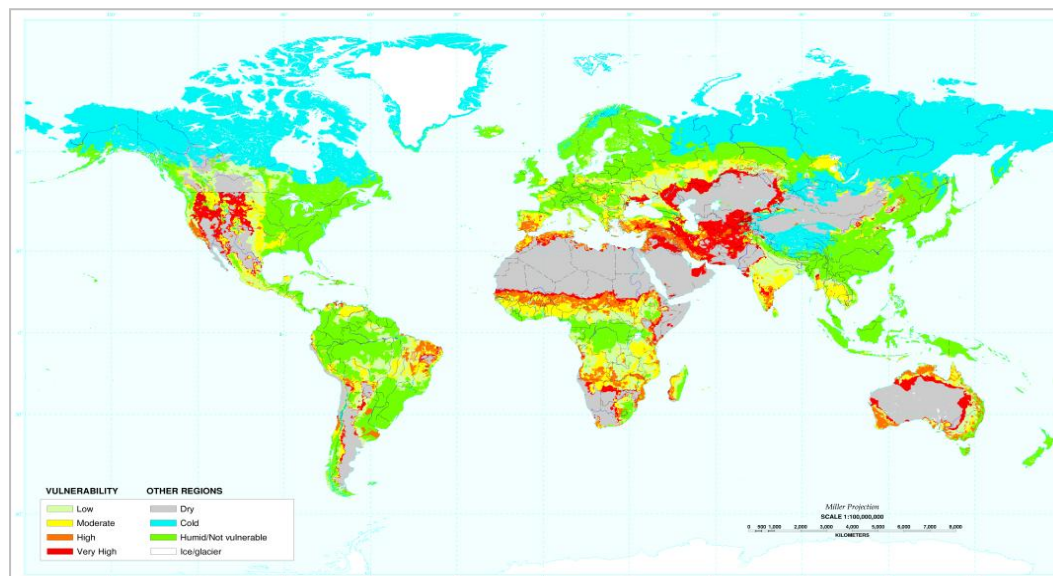 VULNERABILITY
Low
Moderate
High
Very High
OTHER REGIONS
Dry
Cold
Humid/Not vulnerable
Ice/glacier
Miller Projection
SCALE 1:100,000,000
0 500 1,000 2,000 3,000 4,000 5,000 6,000 7,000 8,000
KILOMETERS